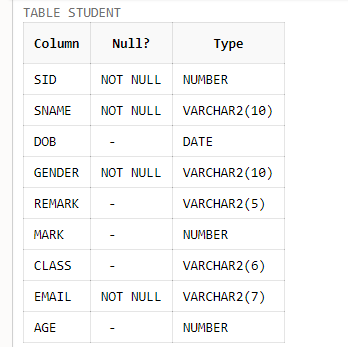 TABLE STUDENT
Column Null? Type
SID NOT NULL NUMBER
SNAME NOT NULL VARCHAR2(10)
DOB - DATE
GENDER NOT NULL VARCHAR2(10)
REMARK - VARCHAR2(5)
MARK - NUMBER
CLASS - VARCHAR2(6)
EMAIL NOT NULL VARCHAR2(7)
AGE - NUMBER